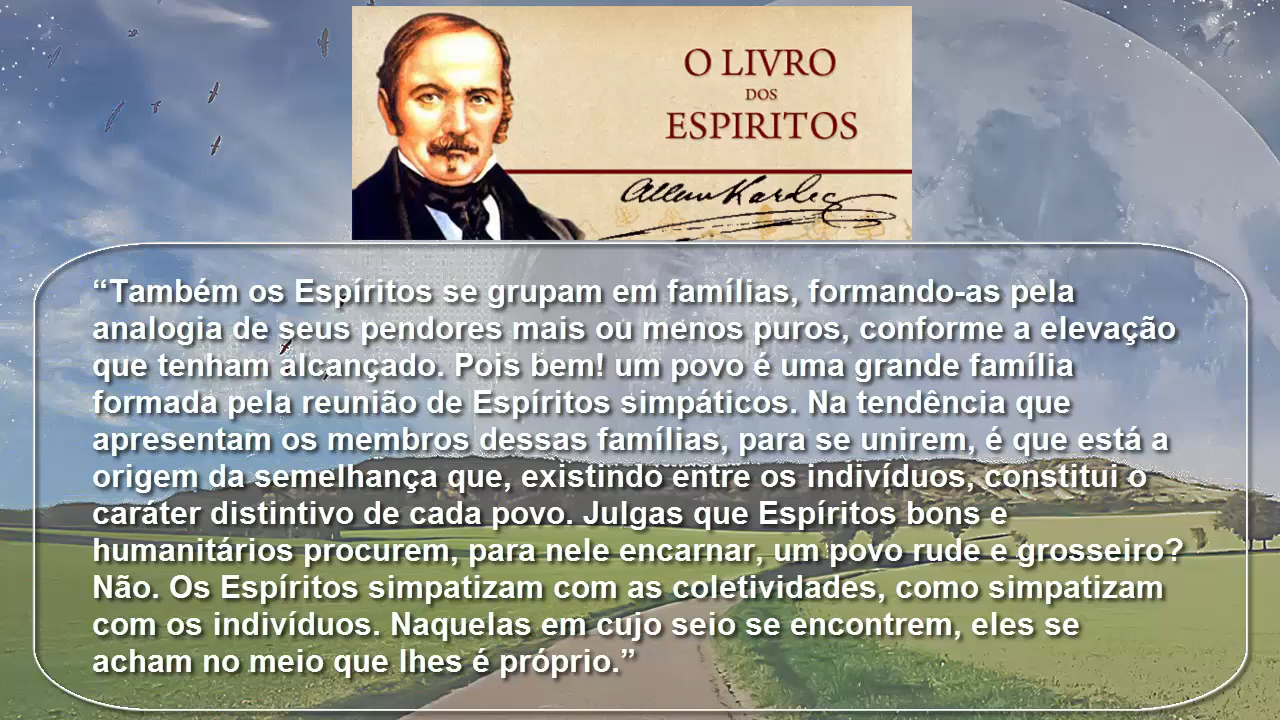 O LIVRO
DOS
ESPIRITOS
Allan Kardec
“Também os Espíritos se grupam em famílias, formando-as pela
analogia de seus pendores mais ou menos puros, conforme a elevação
que tenham alcançado. Pois bem! um povo é uma grande família
formada pela reunião de Espíritos simpáticos. Na tendência que
apresentam os membros dessas famílias, para se unirem, é que está a
origem da semelhança que, existindo entre os indivíduos, constitui o
caráter distintivo de cada povo. Julgas que Espíritos bons e
humanitários procurem, para nele encarnar, um povo rude e grosseiro?
Não. Os Espíritos simpatizam com as coletividades, como simpatizam
com os indivíduos. Naquelas em cujo seio se encontrem, eles se
acham no meio que lhes é próprio.”